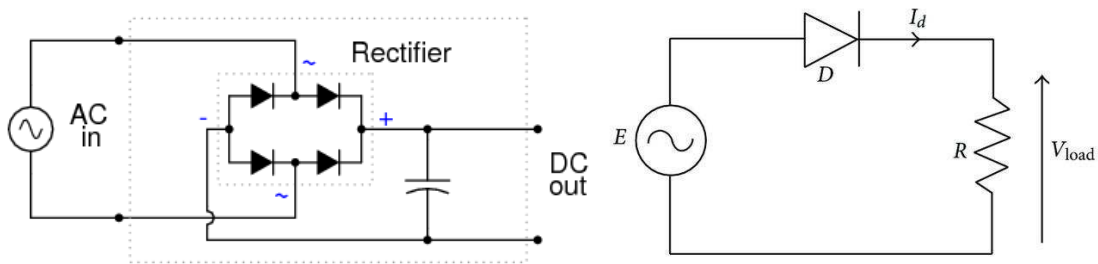 Rectifier
~
AC
in
-
+
~
DC
out
D
I_d
E
R
V_load